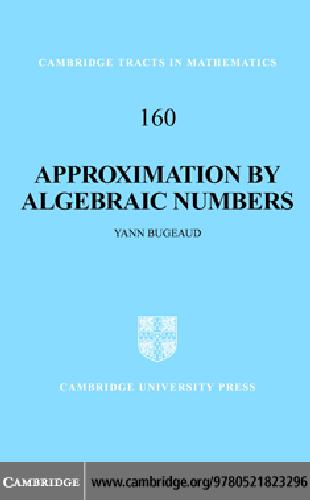 CAMBRIDGE TRACTS IN MATHEMATICS
160
APPROXIMATION BY
ALGEBRAIC NUMBERS
YANN BUGEAUD
CAMBRIDGE UNIVERSITY PRESS
CAMBRIDGE www.cambridge.org/9780521823296